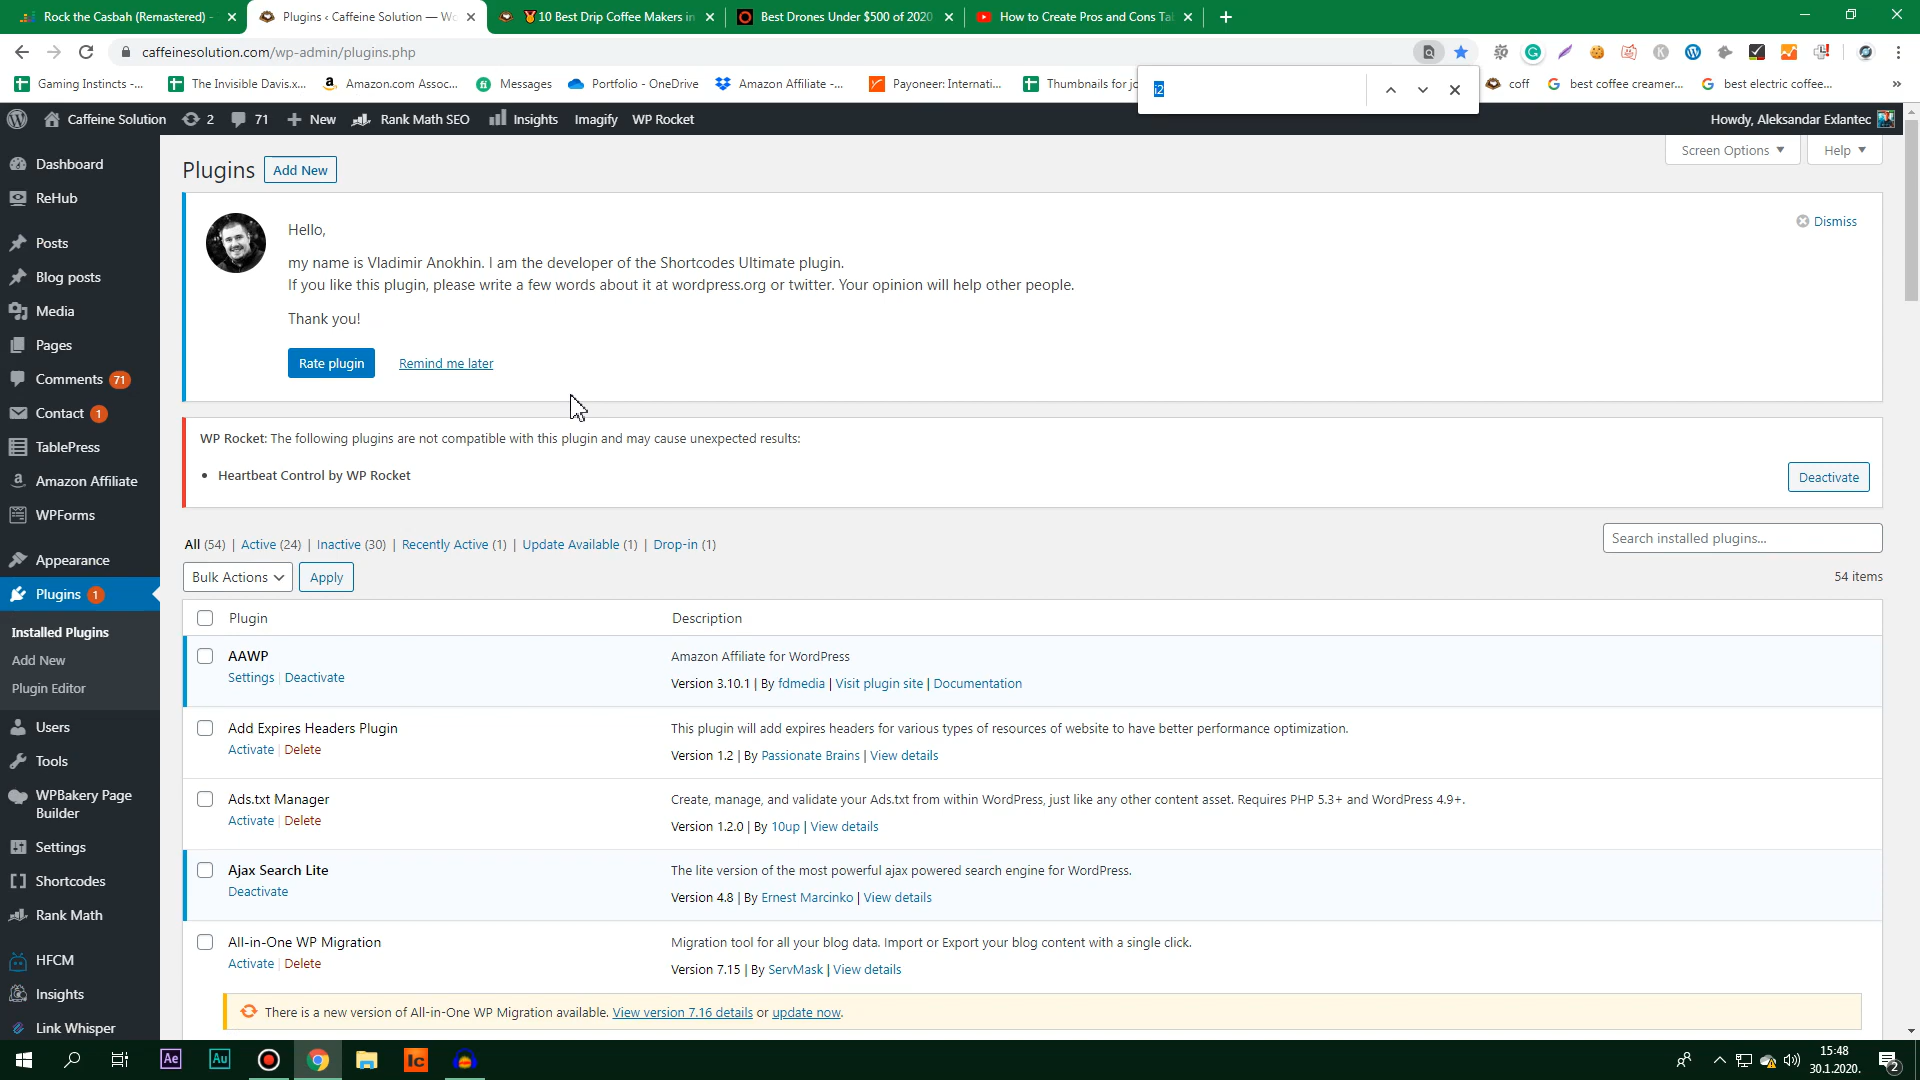 Rock the Casbah (Remastered) -
Plugins ‹ Caffeine Solution — Wo
10 Best Drip Coffee Makers in
Best Drones Under $500 of 2020
How to Create Pros and Cons Ta
caffeinesolution.com/wp-admin/plugins.php
Gaming Instincts -...
The Invisible Davis.x...
Amazon.com Assoc...
Messages
Portfolio - OneDrive
Amazon Affiliate -...
Payoneer: Internati...
Thumbnails for jo
coff
best coffee creamer...
best electric coffee...
i2
Caffeine Solution
2
71
New
Rank Math SEO
Insights
Imagify
WP Rocket
Howdy, Aleksandar Exlantec
Dashboard
ReHub
Posts
Blog posts
Media
Pages
Comments 71
Contact 1
TablePress
Amazon Affiliate
WPForms
Appearance
Plugins 1
Installed Plugins
Add New
Plugin Editor
Users
Tools
WPBakery Page
Builder
Settings
Shortcodes
Rank Math
HFCM
Insights
Link Whisper
Plugins
Add New
Screen Options
Help
Hello,
Dismiss
my name is Vladimir Anokhin. I am the developer of the Shortcodes Ultimate plugin.
If you like this plugin, please write a few words about it at wordpress.org or twitter. Your opinion will help other people.
Thank you!
Rate plugin
Remind me later
WP Rocket: The following plugins are not compatible with this plugin and may cause unexpected results:
• Heartbeat Control by WP Rocket
Deactivate
All (54) | Active (24) | Inactive (30) | Recently Active (1) | Update Available (1) | Drop-in (1)
Search installed plugins...
Bulk Actions
Apply
54 items
Plugin
Description
AAWP
Amazon Affiliate for WordPress
Settings | Deactivate
Version 3.10.1 | By fdmedia | Visit plugin site | Documentation
Add Expires Headers Plugin
This plugin will add expires headers for various types of resources of website to have better performance optimization.
Activate | Delete
Version 1.2 | By Passionate Brains | View details
Ads.txt Manager
Create, manage, and validate your Ads.txt from within WordPress, just like any other content asset. Requires PHP 5.3+ and WordPress 4.9+.
Activate | Delete
Version 1.2.0 | By 10up | View details
Ajax Search Lite
The lite version of the most powerful ajax powered search engine for WordPress.
Deactivate
Version 4.8 | By Ernest Marcinko | View details
All-in-One WP Migration
Migration tool for all your blog data. Import or Export your blog content with a single click.
Activate | Delete
Version 7.15 | By ServMask | View details
There is a new version of All-in-One WP Migration available. View version 7.16 details or update now.
Ae
Au
Ic
15:48
30.1.2020.
2